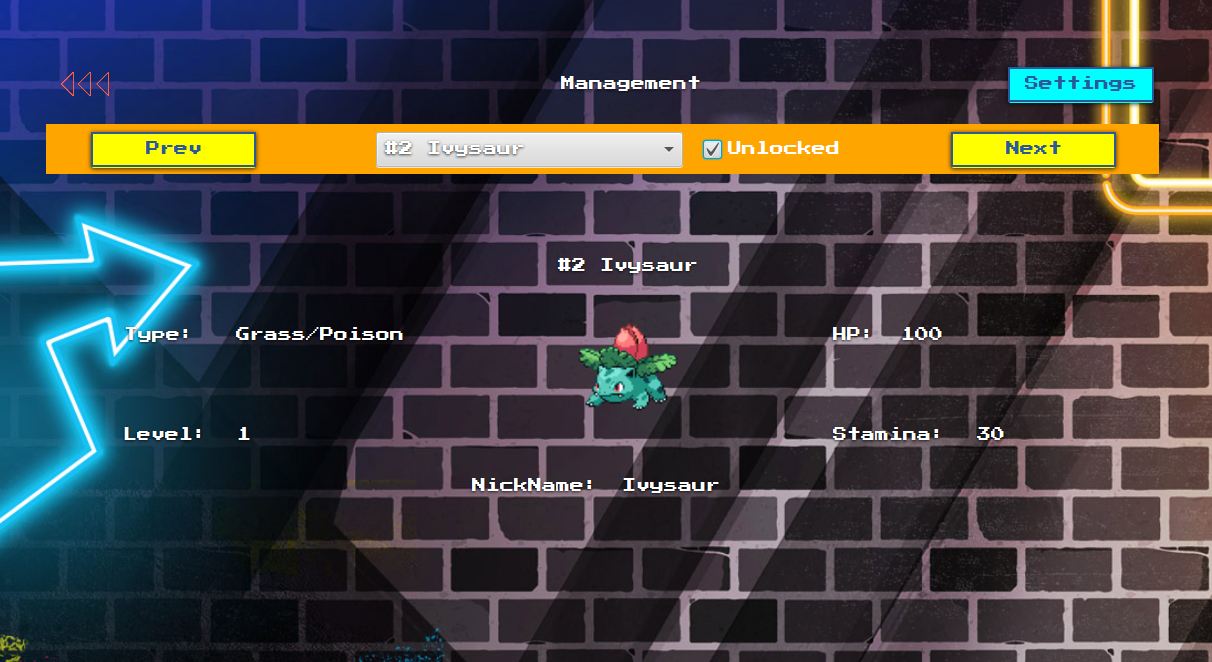 Management
Settings
Prev
#2 Ivysaur
Unlocked
Next
#2 Ivysaur
Type: Grass/Poison
HP: 100
Level: 1
Stamina: 30
NickName: Ivysaur